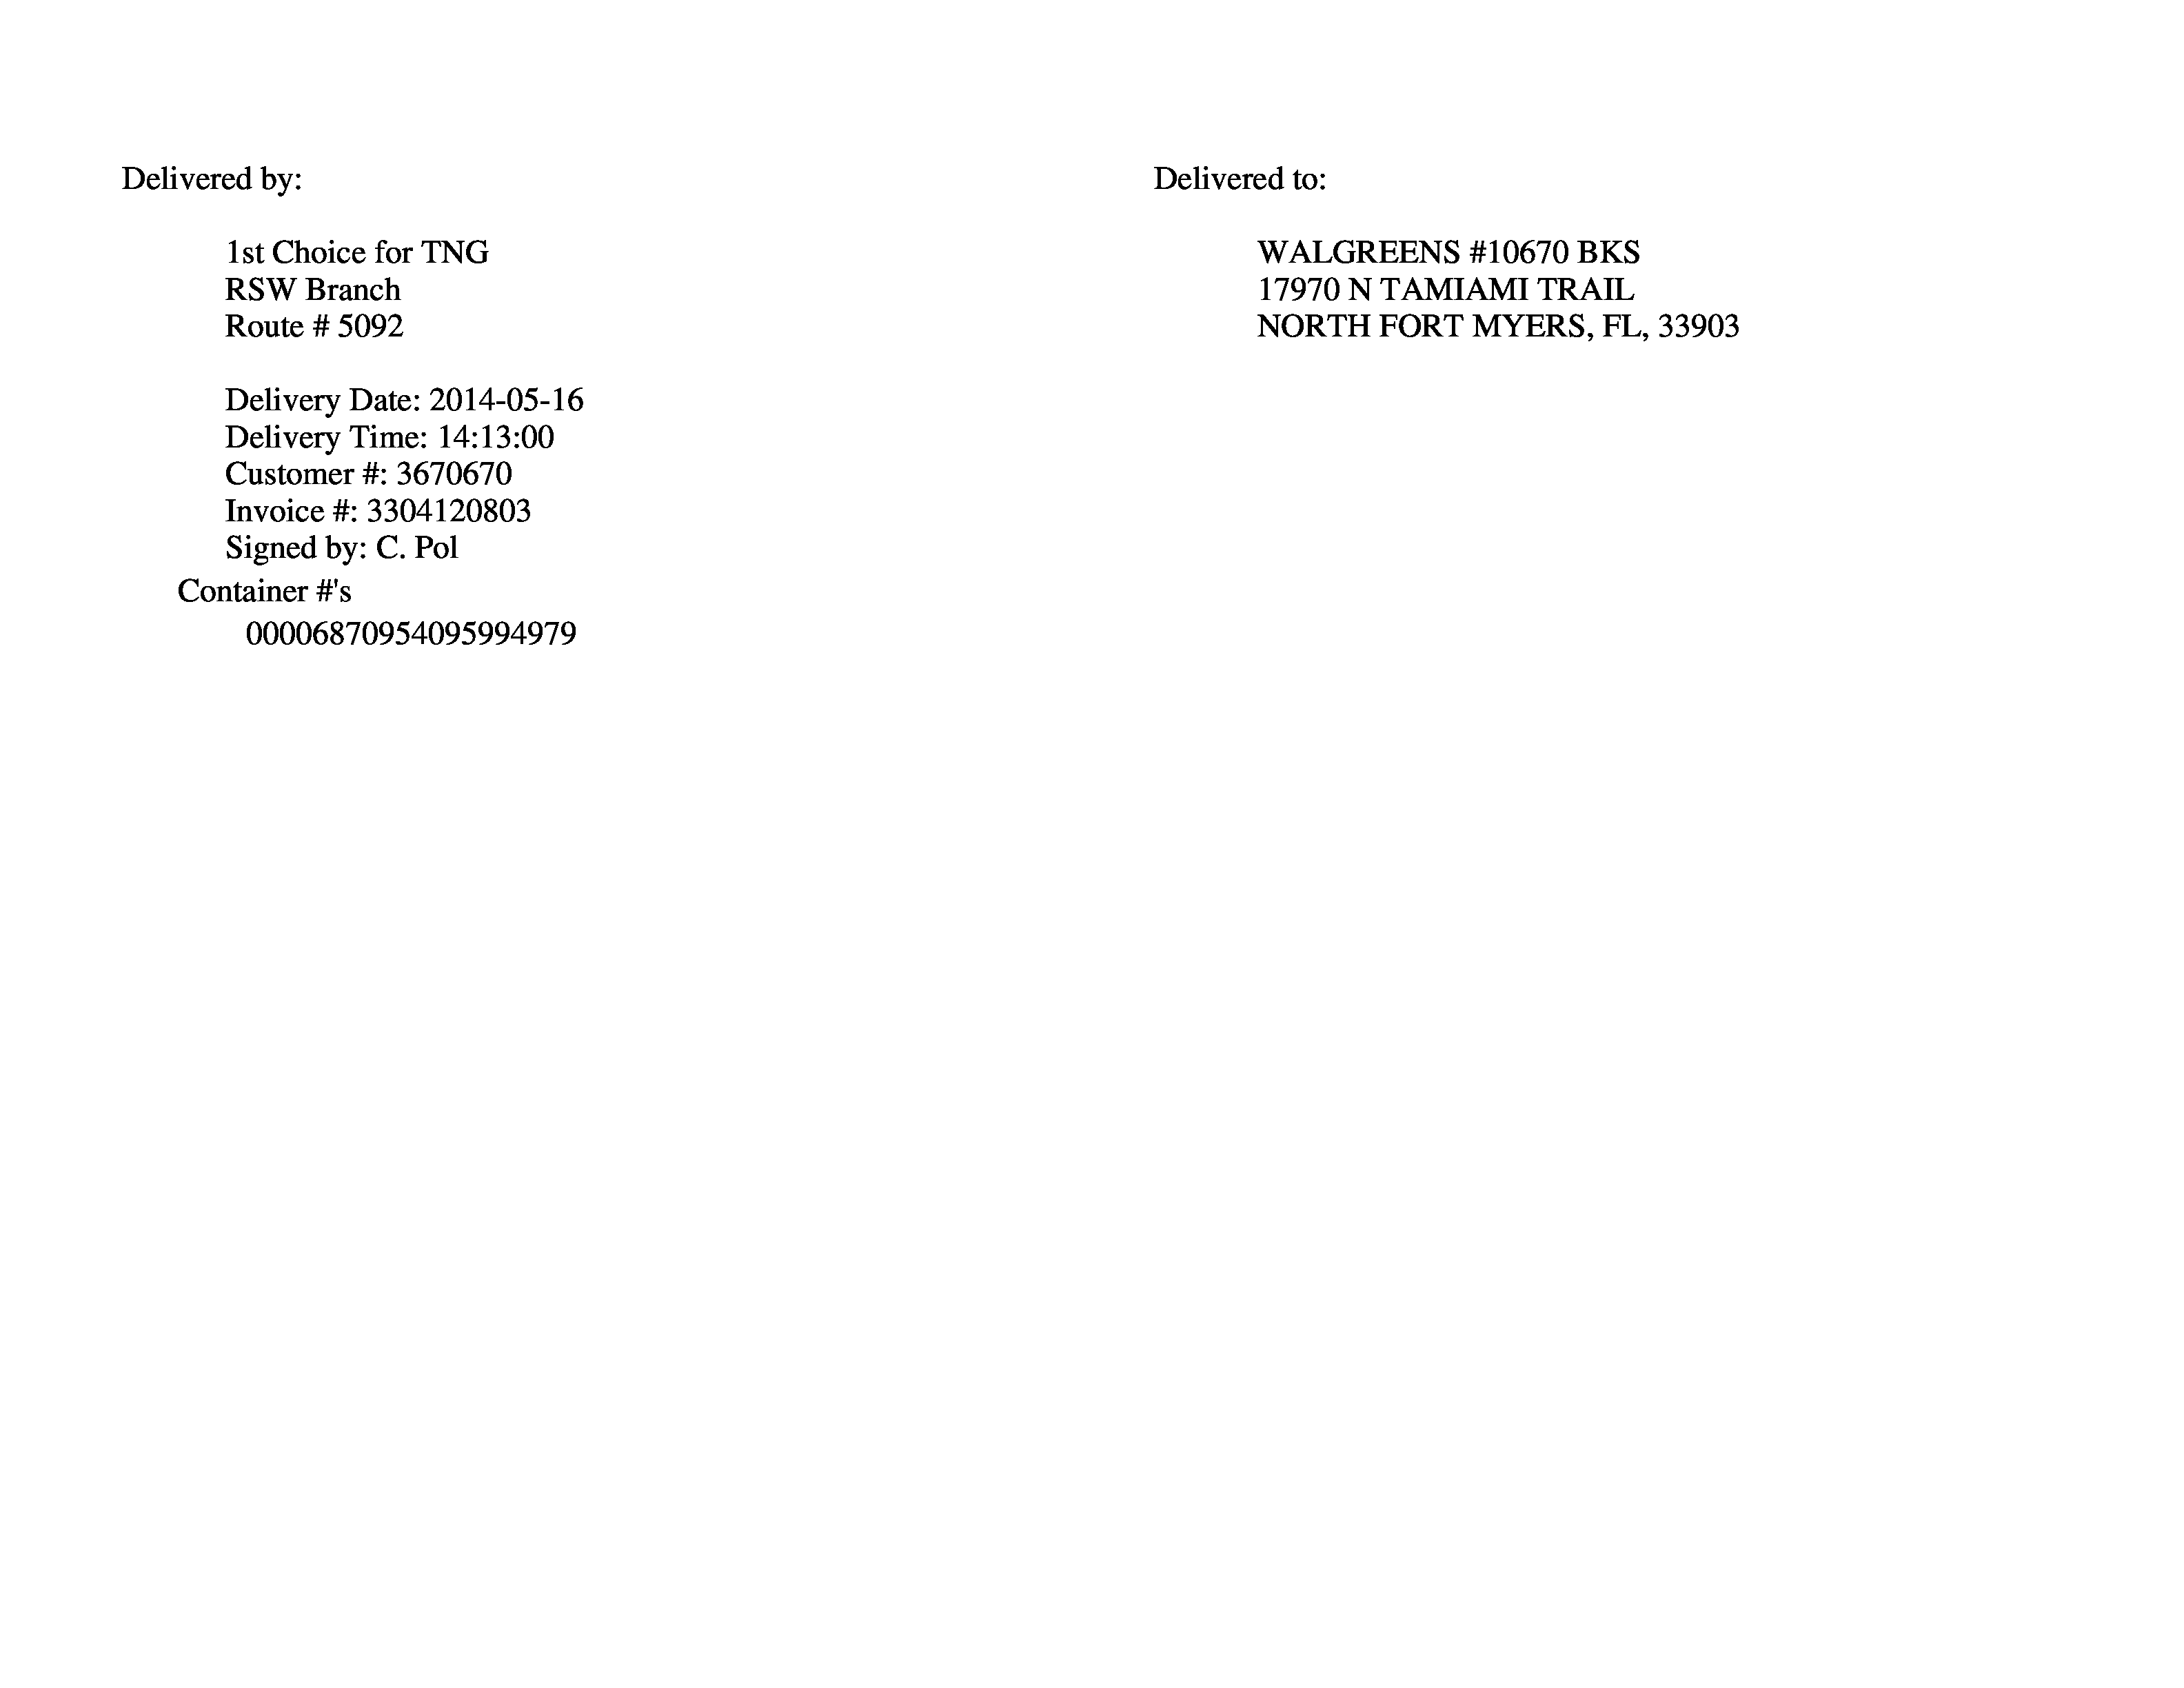 Delivered by:
1st Choice for TNG
RSW Branch
Route # 5092
Delivery Date: 2014-05-16
Delivery Time: 14:13:00
Customer #: 3670670
Invoice #: 3304120803
Signed by: C. Pol
Container #'s
00006870954095994979
Delivered to:
WALGREENS #10670 BKS
17970 N TAMIAMI TRAIL
NORTH FORT MYERS, FL, 33903